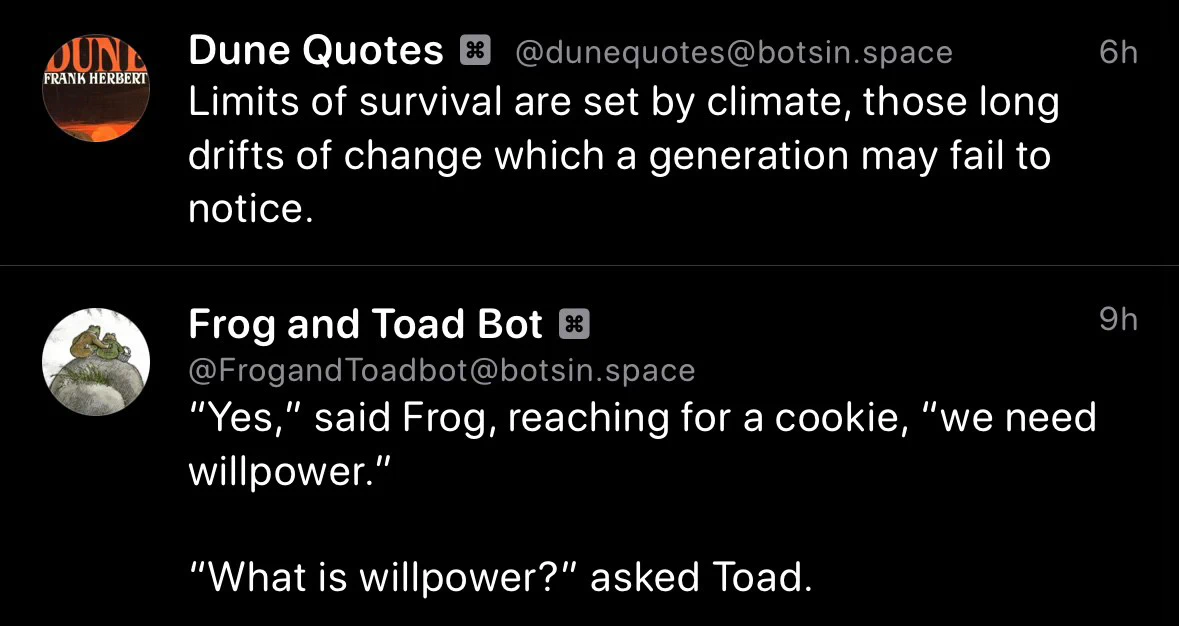 DUNE
FRANK HERBERT
Dune Quotes ⌘ @dunequotes@botsin.space 6h
Limits of survival are set by climate, those long
drifts of change which a generation may fail to
notice.
Frog and Toad Bot ⌘ 9h
@FrogandToadbot@botsin.space
“Yes,” said Frog, reaching for a cookie, “we need
willpower.”
“What is willpower?” asked Toad.